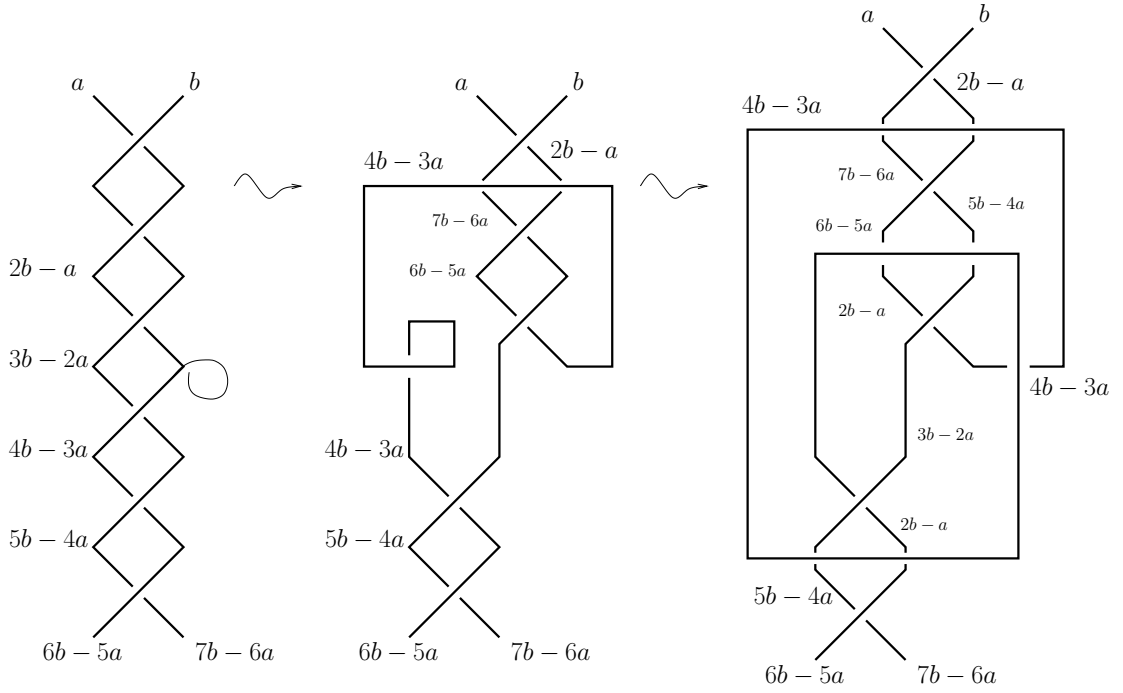 a b
2b − a
3b − 2a
4b − 3a
5b − 4a
6b − 5a 7b − 6a
a b
4b − 3a 2b − a
7b − 6a
6b − 5a
4b − 3a
5b − 4a
6b − 5a 7b − 6a
a b
2b − a
4b − 3a
7b − 6a
5b − 4a
6b − 5a
2b − a
4b − 3a
3b − 2a
2b − a
5b − 4a
6b − 5a 7b − 6a